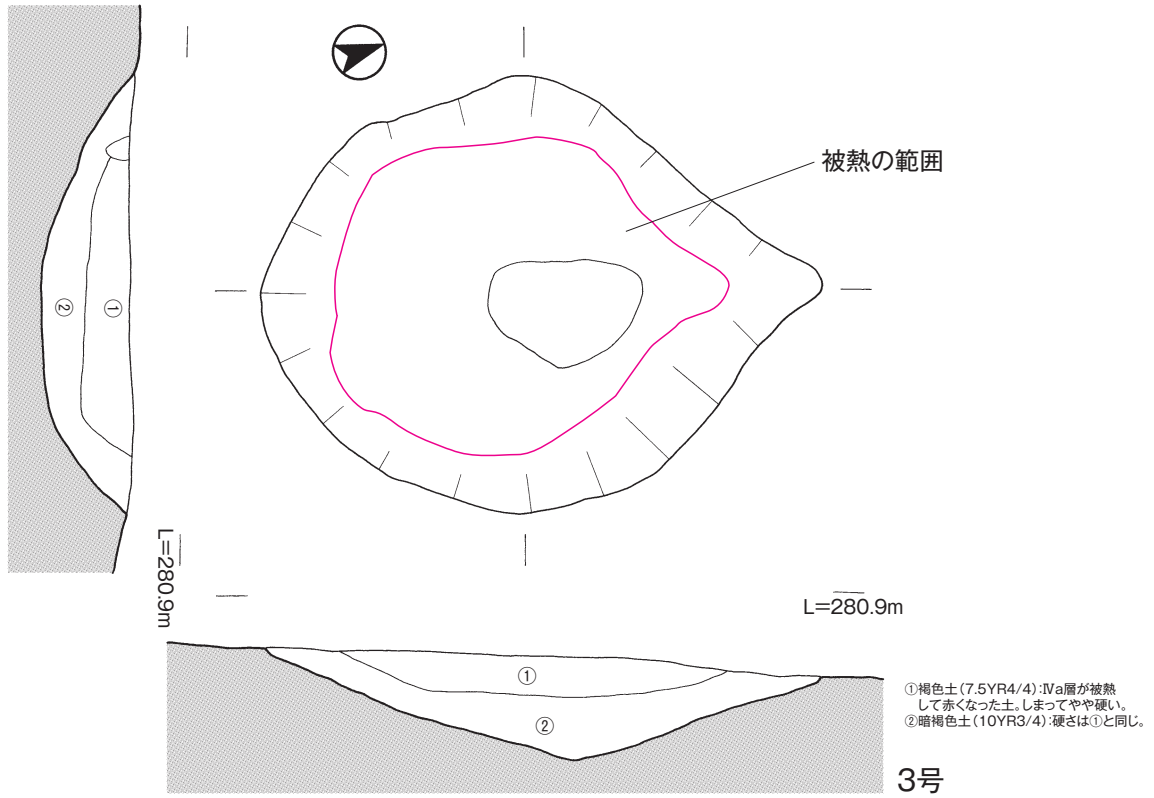 被熱の範囲
①
②
L=280.9m
L=280.9m
①
②
①褐色土(7.5YR4/4):Ⅳa層が被熱
して赤くなった土。しまってやや硬い。
②暗褐色土(10YR3/4):硬さは①と同じ。
3号